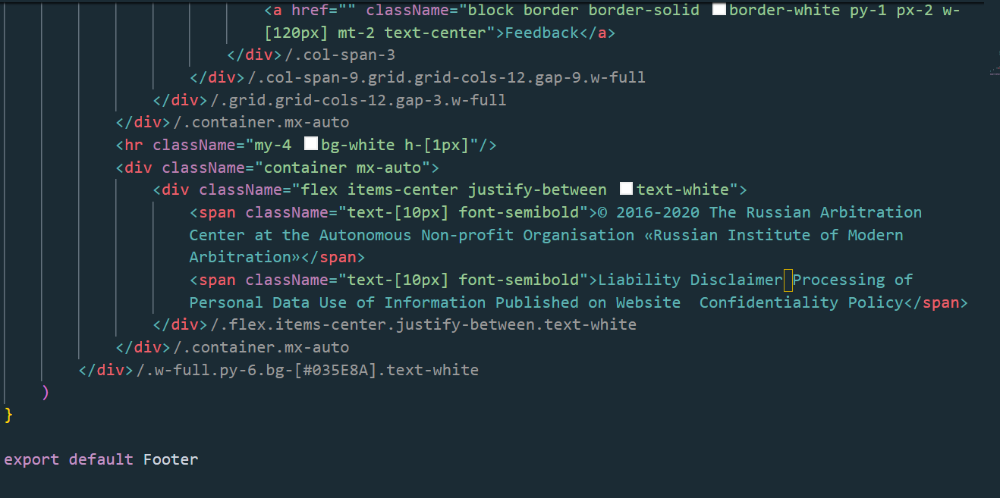 <a href="" className="block border border-solid border-white py-1 px-2 w-
[120px] mt-2 text-center">Feedback</a>
</div>/.col-span-3
</div>/.col-span-9.grid.grid-cols-12.gap-9.w-full
</div>/.grid.grid-cols-12.gap-3.w-full
</div>/.container.mx-auto
<hr className="my-4 bg-white h-[1px]"/>
<div className="container mx-auto">
<div className="flex items-center justify-between text-white">
<span className="text-[10px] font-semibold">© 2016-2020 The Russian Arbitration
Center at the Autonomous Non-profit Organisation «Russian Institute of Modern
Arbitration»</span>
<span className="text-[10px] font-semibold">Liability Disclaimer Processing of
Personal Data Use of Information Published on Website  Confidentiality Policy</span>
</div>/.flex.items-center.justify-between.text-white
</div>/.container.mx-auto
</div>/.w-full.py-6.bg-[#035E8A].text-white
)
}
export default Footer